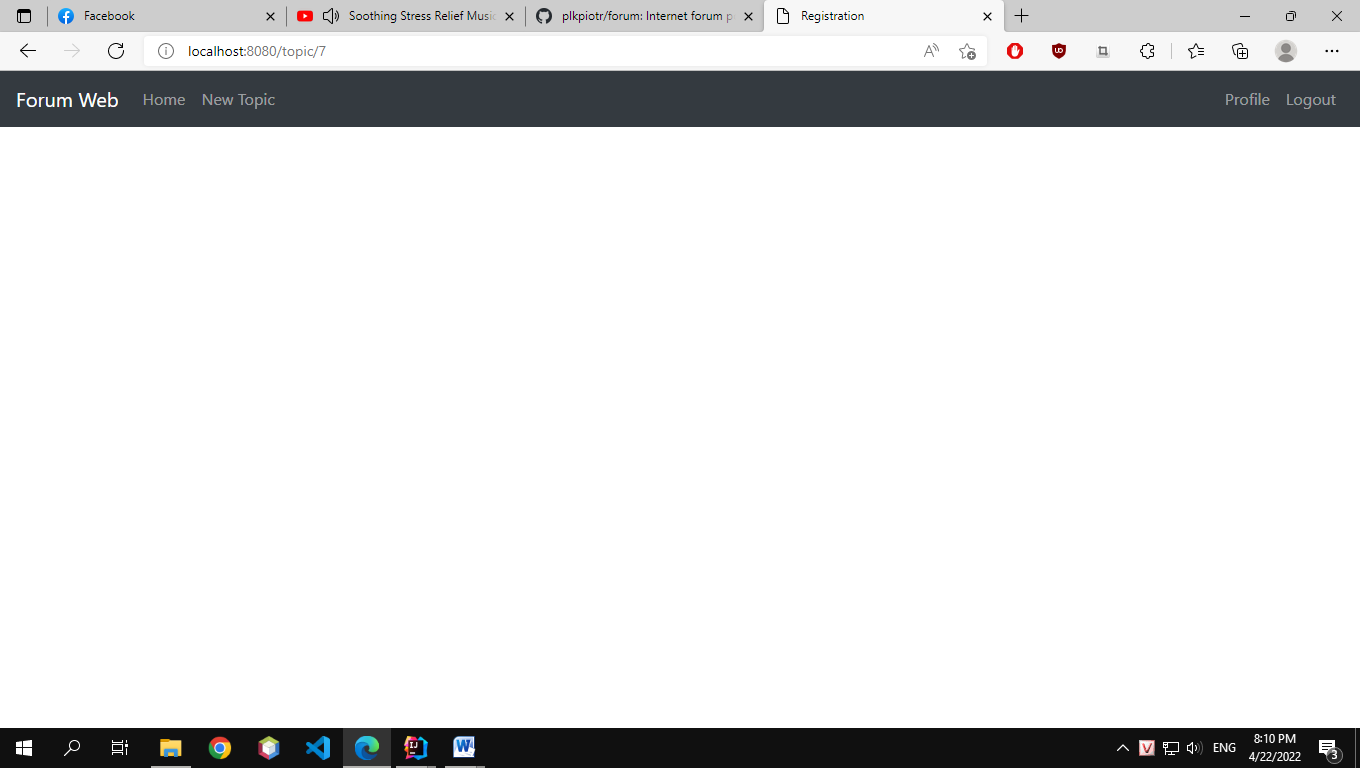 Facebook
Soothing Stress Relief Music
plkpiotr/forum: Internet forum p
Registration
localhost:8080/topic/7
Forum Web
Home
New Topic
Profile
Logout
ENG
8:10 PM
4/22/2022
3